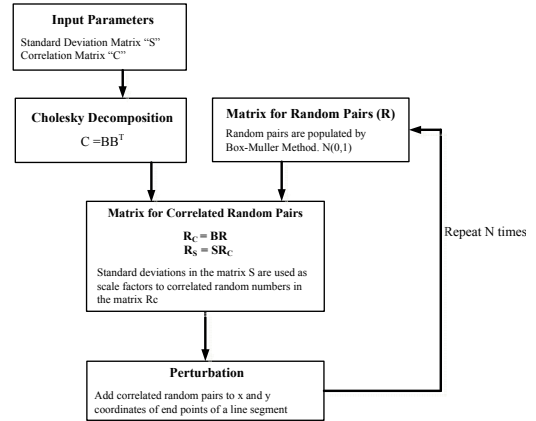 Input Parameters
Standard Deviation Matrix “S”
Correlation Matrix “C”
Cholesky Decomposition
C =BBᵀ
Matrix for Random Pairs (R)
Random pairs are populated by
Box-Muller Method. N(0,1)
Matrix for Correlated Random Pairs
R_C = BR
R_S = SR_C
Standard deviations in the matrix S are used as
scale factors to correlated random numbers in
the matrix Rc
Repeat N times
Perturbation
Add correlated random pairs to x and y
coordinates of end points of a line segment